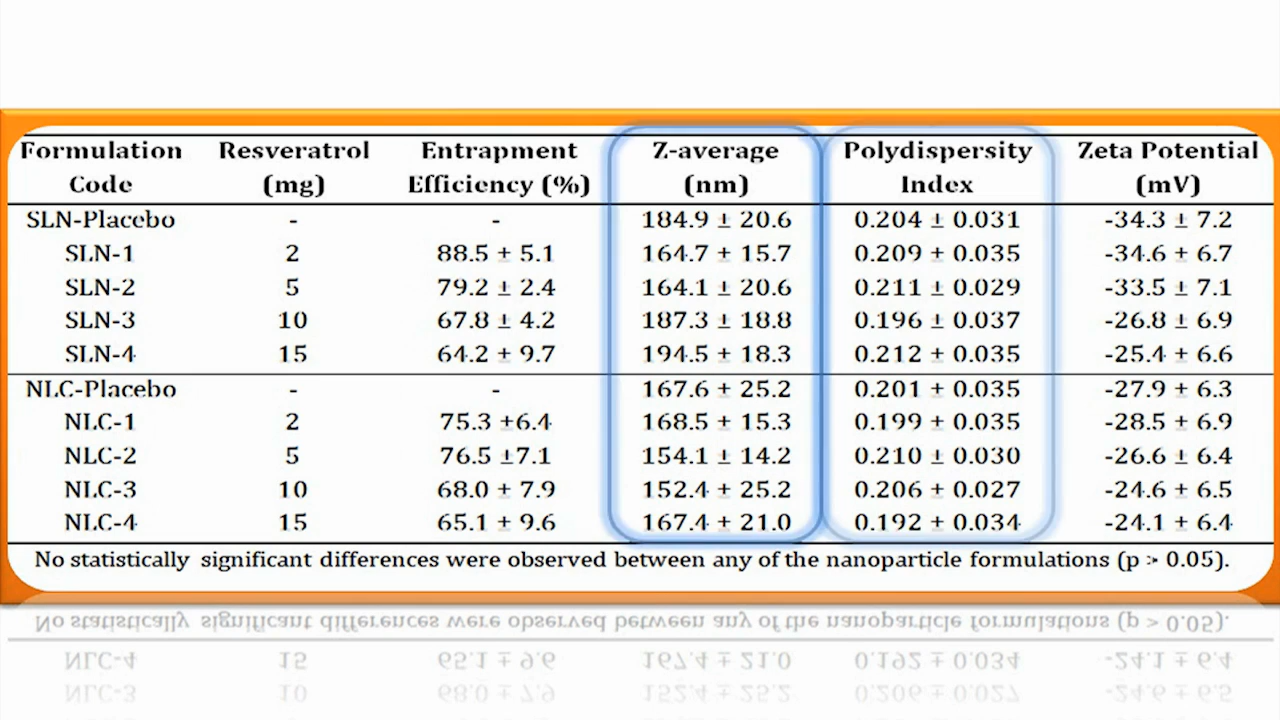 Formulation Code Resveratrol (mg) Entrapment Efficiency (%) Z-average (nm) Polydispersity Index Zeta Potential (mV)
SLN-Placebo - - 184.9 ± 20.6 0.204 ± 0.031 -34.3 ± 7.2
SLN-1 2 88.5 ± 5.1 164.7 ± 15.7 0.209 ± 0.035 -34.6 ± 6.7
SLN-2 5 79.2 ± 2.4 164.1 ± 20.6 0.211 ± 0.029 -33.5 ± 7.1
SLN-3 10 67.8 ± 4.2 187.3 ± 18.8 0.196 ± 0.037 -26.8 ± 6.9
SLN-4 15 64.2 ± 9.7 194.5 ± 18.3 0.212 ± 0.035 -25.4 ± 6.6
NLC-Placebo - - 167.6 ± 25.2 0.201 ± 0.035 -27.9 ± 6.3
NLC-1 2 75.3 ±6.4 168.5 ± 15.3 0.199 ± 0.035 -28.5 ± 6.9
NLC-2 5 76.5 ±7.1 154.1 ± 14.2 0.210 ± 0.030 -26.6 ± 6.4
NLC-3 10 68.0 ± 7.9 152.4 ± 25.2 0.206 ± 0.027 -24.6 ± 6.5
NLC-4 15 65.1 ± 9.6 167.4 ± 21.0 0.192 ± 0.034 -24.1 ± 6.4
No statistically significant differences were observed between any of the nanoparticle formulations (p > 0.05).